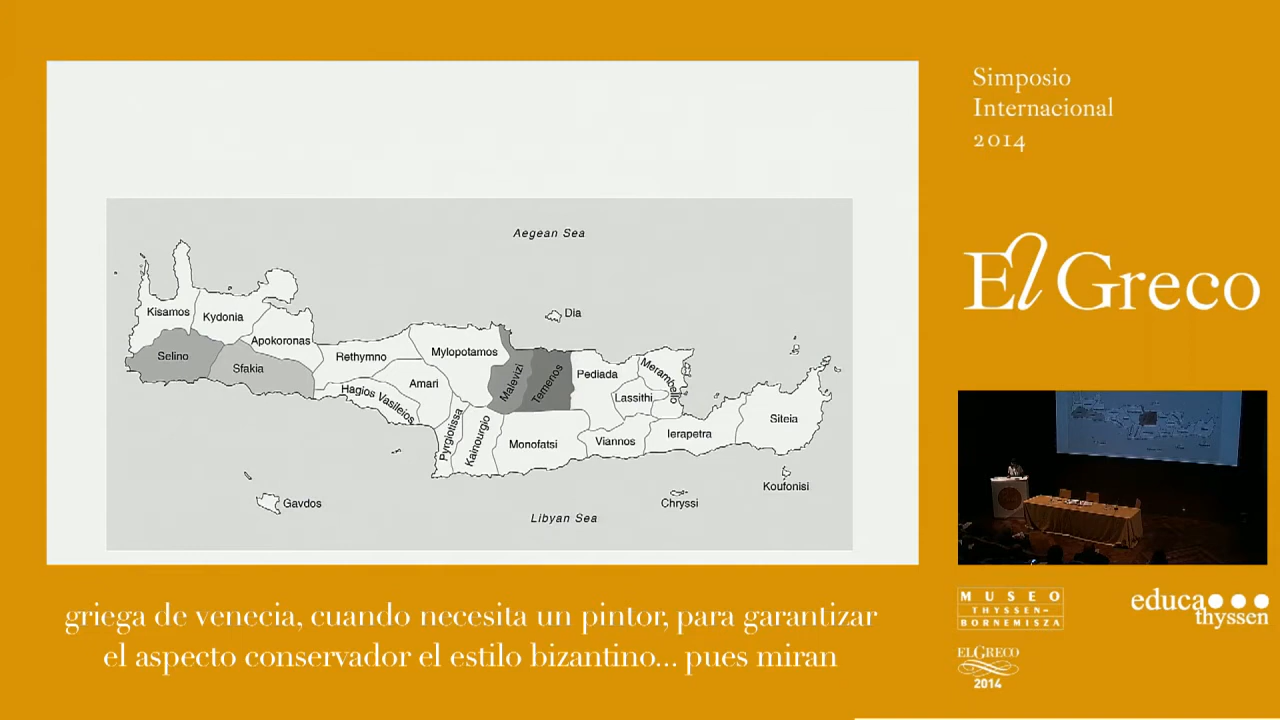 Simposio
Internacional
2014
El Greco
Aegean Sea
Dia
Kisamos
Kydonia
Apokoronas
Selino
Sfakia
Rethymno
Mylopotamos
Malevizi
Temenos
Pediada
Merambello
Amari
Hagios Vasileios
Lassithi
Siteia
Pyrgiotissa
Kainourgio
Monofatsi
Viannos
Ierapetra
Koufonisi
Gavdos
Chryssi
Libyan Sea
griega de venecia, cuando necesita un pintor, para garantizar
el aspecto conservador el estilo bizantino... pues miran
MUSEO
THYSSEN-
BORNEMISZA
educa
thyssen
EL GRECO
2014